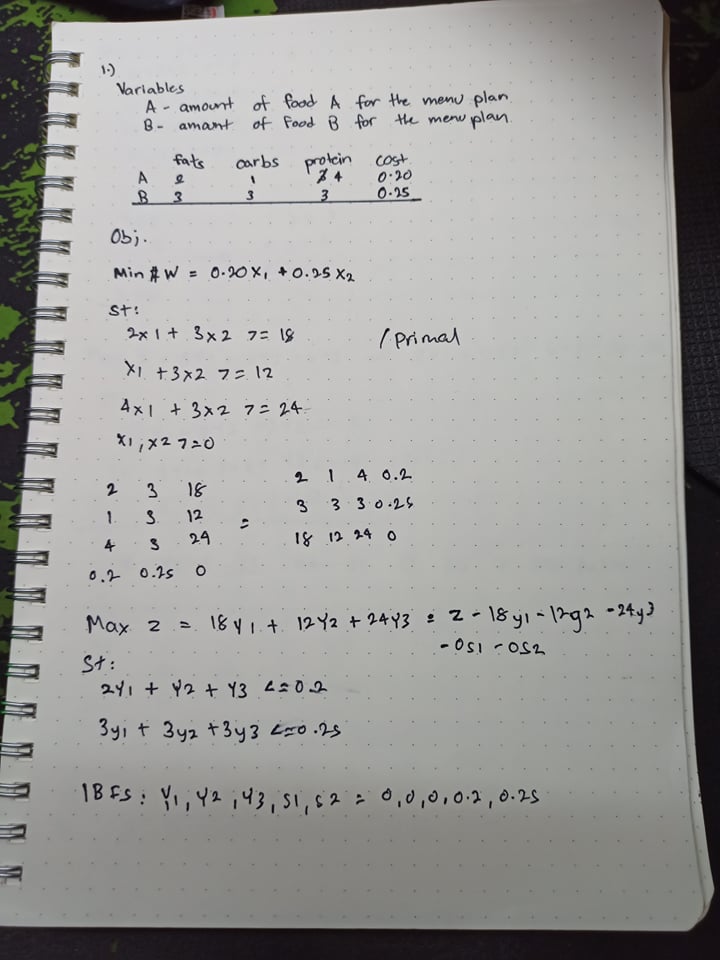 1.)
Variables
A - amount of food A for the menu plan.
B - amount of Food B for the menu plan.
fats carbs protein cost
A 2 1 4 0.20
B 3 3 3 0.25
Obj.
Min $ W = 0.20X1 + 0.25X2
St:
2x1 + 3x2 >= 18 / primal
x1 + 3x2 >= 12
4x1 + 3x2 >= 24
x1, x2 >= 0
2 3 18 2 1 4 0.2
1 3 12 = 3 3 3 0.25
4 3 24 18 12 24 0
0.2 0.25 0
Max z = 18Y1 + 12Y2 + 24Y3 = z - 18y1 - 12y2 - 24y3
- 0S1 - 0S2
St:
2Y1 + Y2 + Y3 <= 0.2
3y1 + 3y2 + 3y3 <= 0.25
IBFS: Y1, Y2, Y3, S1, S2 = 0, 0, 0, 0.2, 0.25